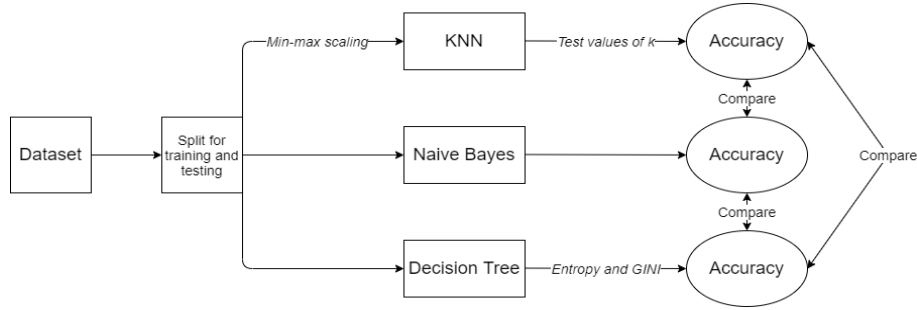 Min-max scaling
KNN
Test values of k
Accuracy
Compare
Dataset
Split for
training and
testing
Naive Bayes
Accuracy
Compare
Compare
Decision Tree
Entropy and GINI
Accuracy